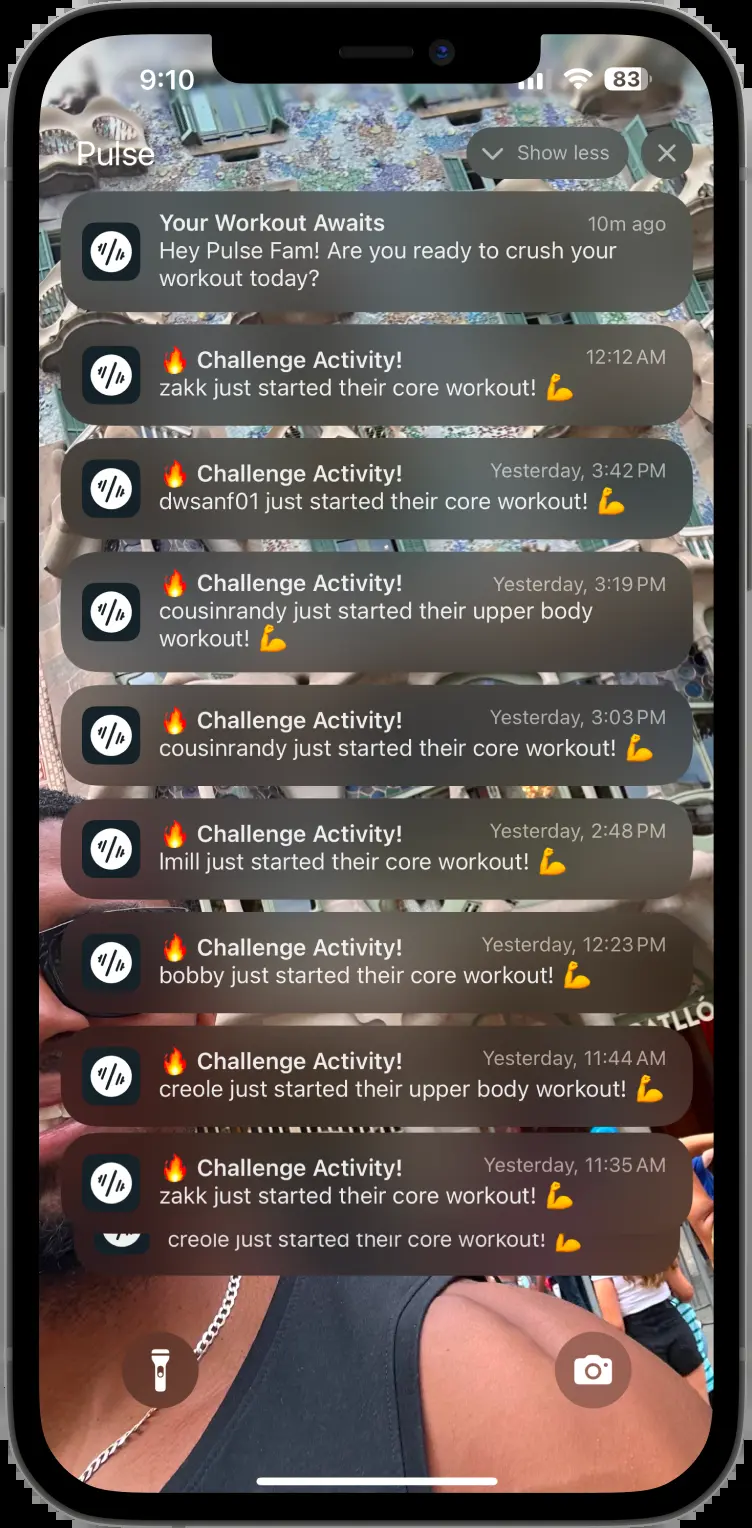 9:10
83
Pulse
Show less
Your Workout Awaits
10m ago
Hey Pulse Fam! Are you ready to crush your
workout today?
🔥 Challenge Activity!
12:12 AM
zakk just started their core workout! 💪
🔥 Challenge Activity!
Yesterday, 3:42 PM
dwsanf01 just started their core workout! 💪
🔥 Challenge Activity!
Yesterday, 3:19 PM
cousinrandy just started their upper body
workout! 💪
🔥 Challenge Activity!
Yesterday, 3:03 PM
cousinrandy just started their core workout! 💪
🔥 Challenge Activity!
Yesterday, 2:48 PM
lmill just started their core workout! 💪
🔥 Challenge Activity!
Yesterday, 12:23 PM
bobby just started their core workout! 💪
ATLLÓ
🔥 Challenge Activity!
Yesterday, 11:44 AM
creole just started their upper body workout! 💪
🔥 Challenge Activity!
Yesterday, 11:35 AM
zakk just started their core workout! 💪
creole just started their core workout! 💪